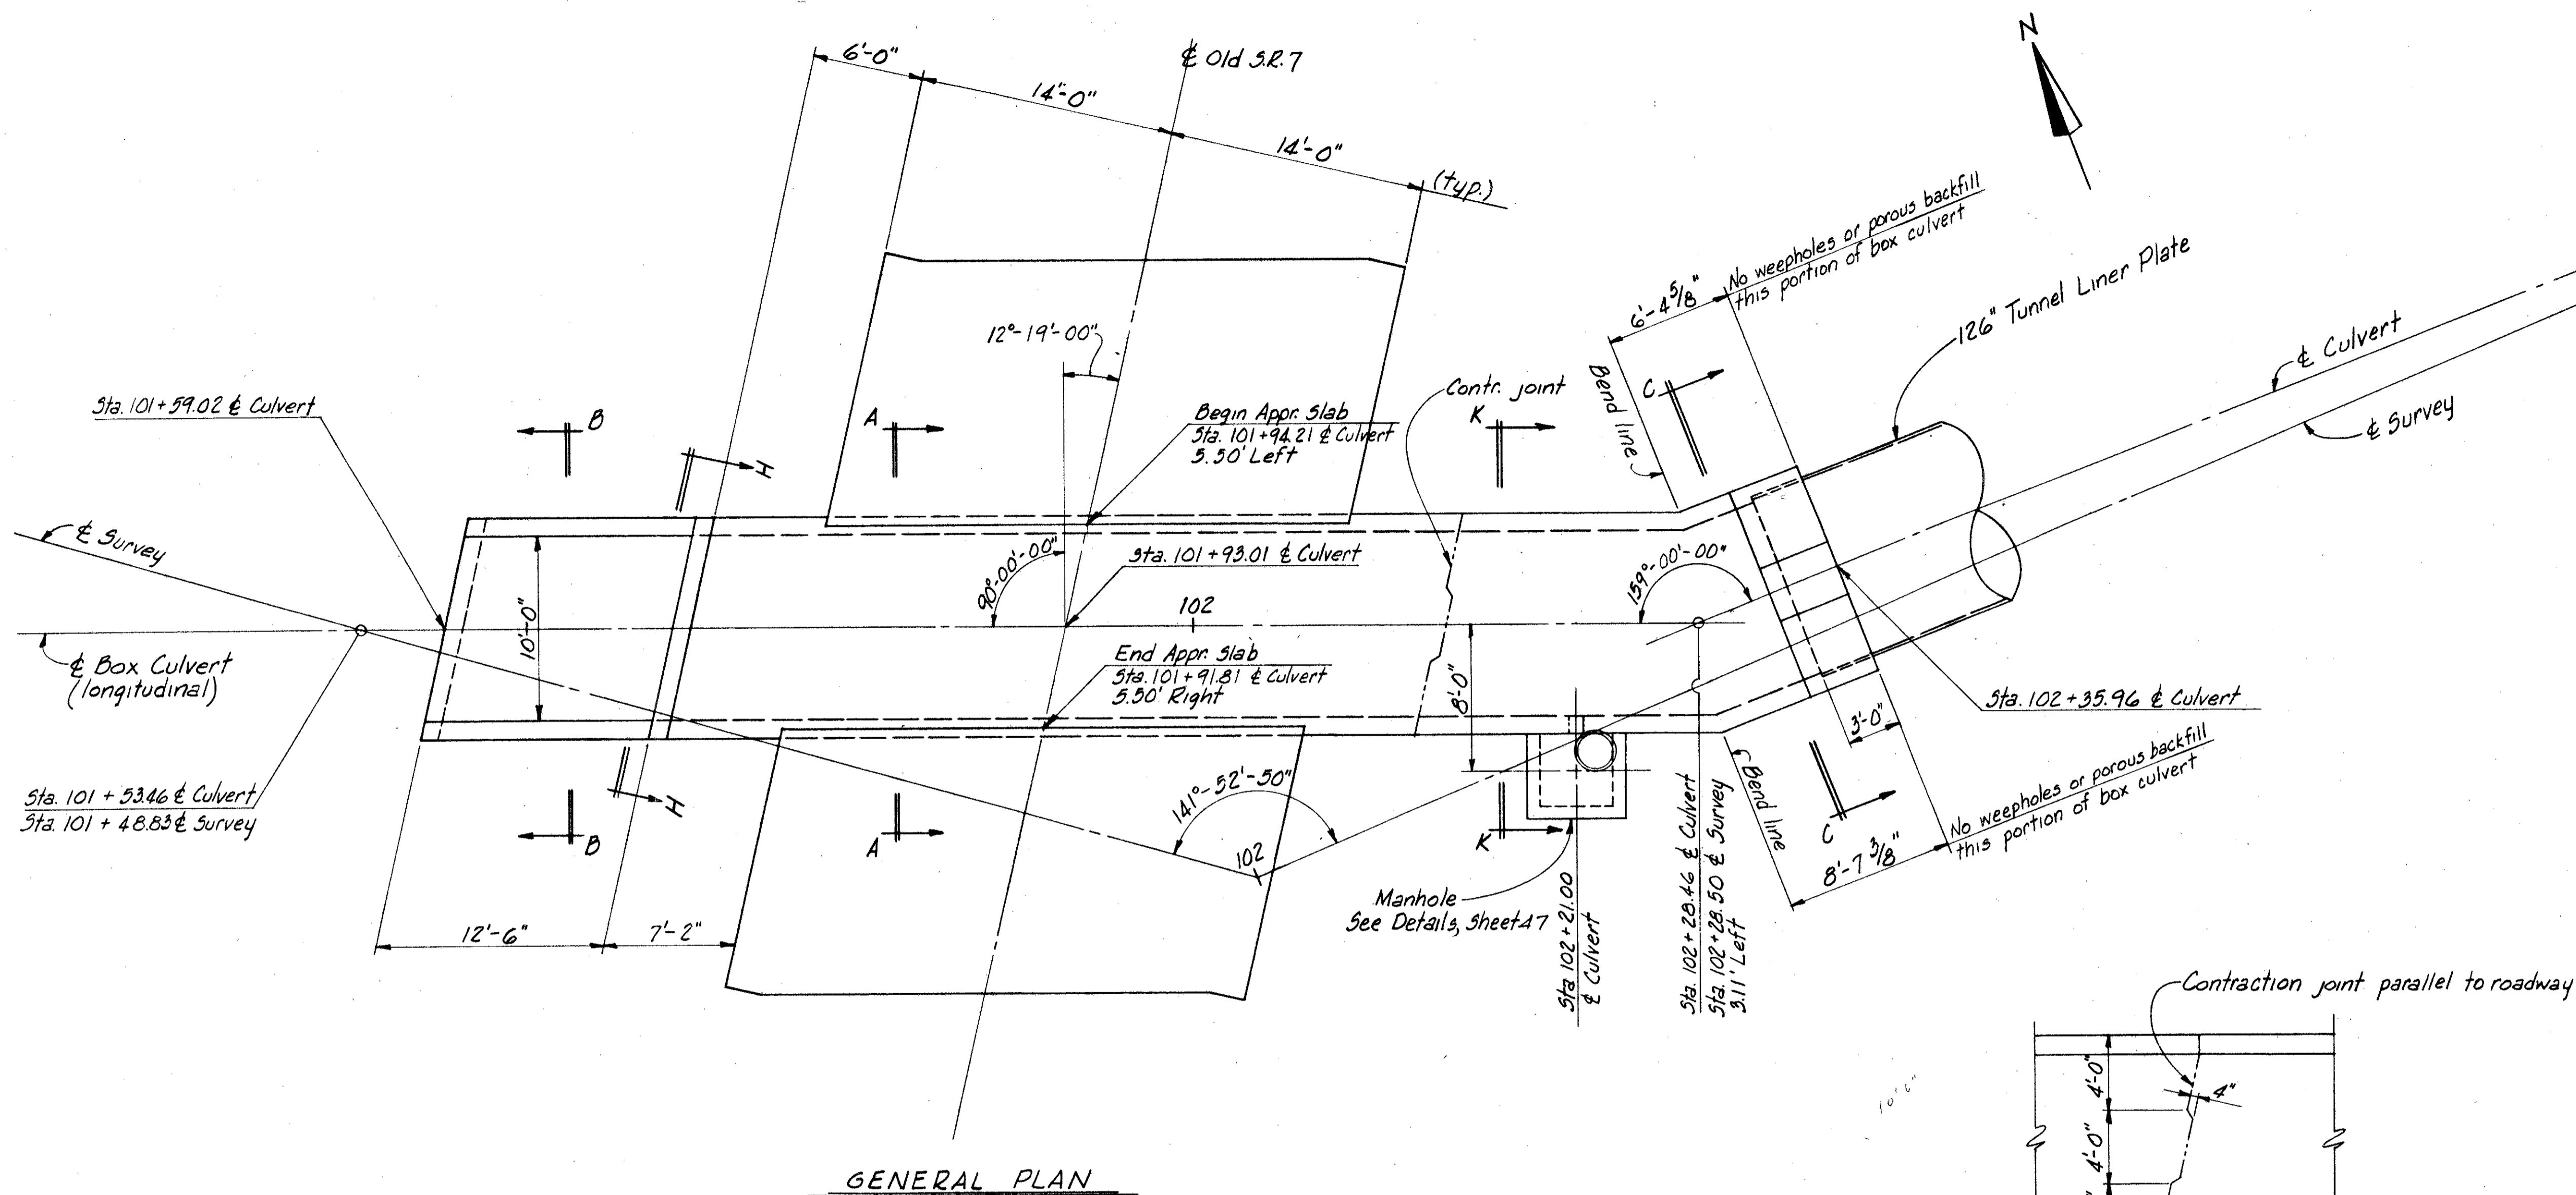 6'-0"
℄ Old S.R.7
14'-0"
14'-0"
(typ.)
N
No weepholes or porous backfill
this portion of box culvert
6'-4 5/8"
126" Tunnel Liner Plate
12°-19'-00"
℄ Culvert
℄ Survey
Bend line
C
Contr. joint
K
Sta. 101+59.02 ℄ Culvert
B
A
H
Begin Appr. Slab
Sta. 101+94.21 ℄ Culvert
5.50' Left
℄ Survey
90°-00'-00"
Sta. 101+93.01 ℄ Culvert
102
159°-00'-00"
10'-0"
℄ Box Culvert
(longitudinal)
End Appr. Slab
Sta. 101+91.81 ℄ Culvert
5.50' Right
8'-0"
Sta. 102+35.96 ℄ Culvert
3'-0"
Sta. 101 + 53.46 ℄ Culvert
Sta. 101 + 48.83 ℄ Survey
H
B
A
141°-52'-50"
102
K
Manhole
See Details, Sheet 47
Sta 102+21.00
℄ Culvert
Sta. 102+28.46 ℄ Culvert
Sta. 102+28.50 ℄ Survey
3.11' Left
Bend line
C
8'-7 3/8"
No weepholes or porous backfill
this portion of box culvert
12'-6"
7'-2"
Contraction joint parallel to roadway
4'-0"
4"
4'-0"
10'6"
GENERAL PLAN